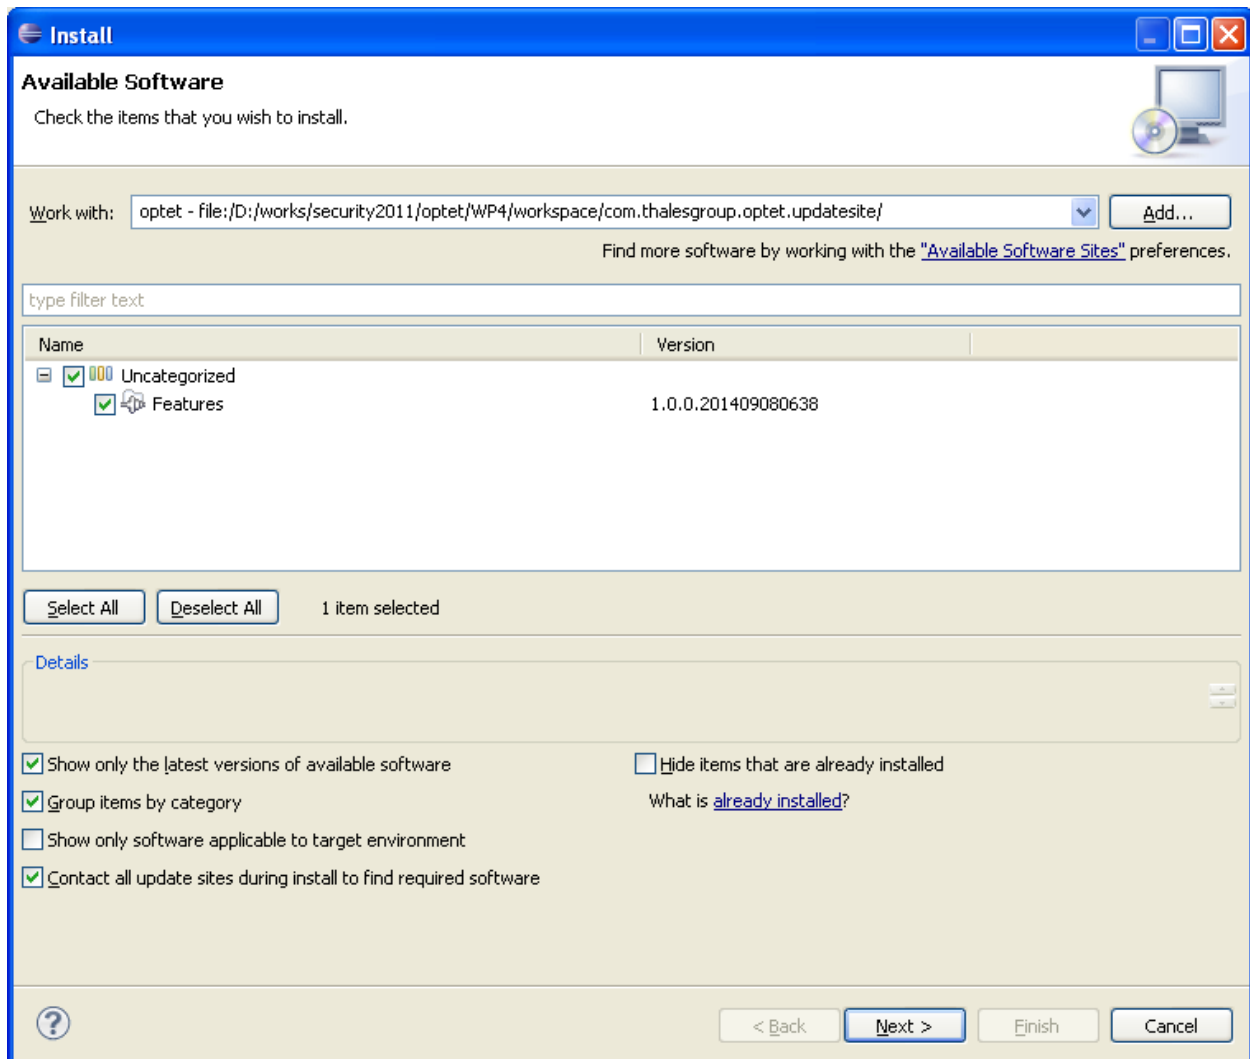 Install
Available Software
Check the items that you wish to install.
Work with: optet - file:/D:/works/security2011/optet/WP4/workspace/com.thalesgroup.optet.updatesite/ Add...
Find more software by working with the "Available Software Sites" preferences.
type filter text
Name Version
Uncategorized
Features 1.0.0.201409080638
Select All Deselect All 1 item selected
Details
Show only the latest versions of available software Hide items that are already installed
Group items by category What is already installed?
Show only software applicable to target environment
Contact all update sites during install to find required software
? < Back Next > Finish Cancel